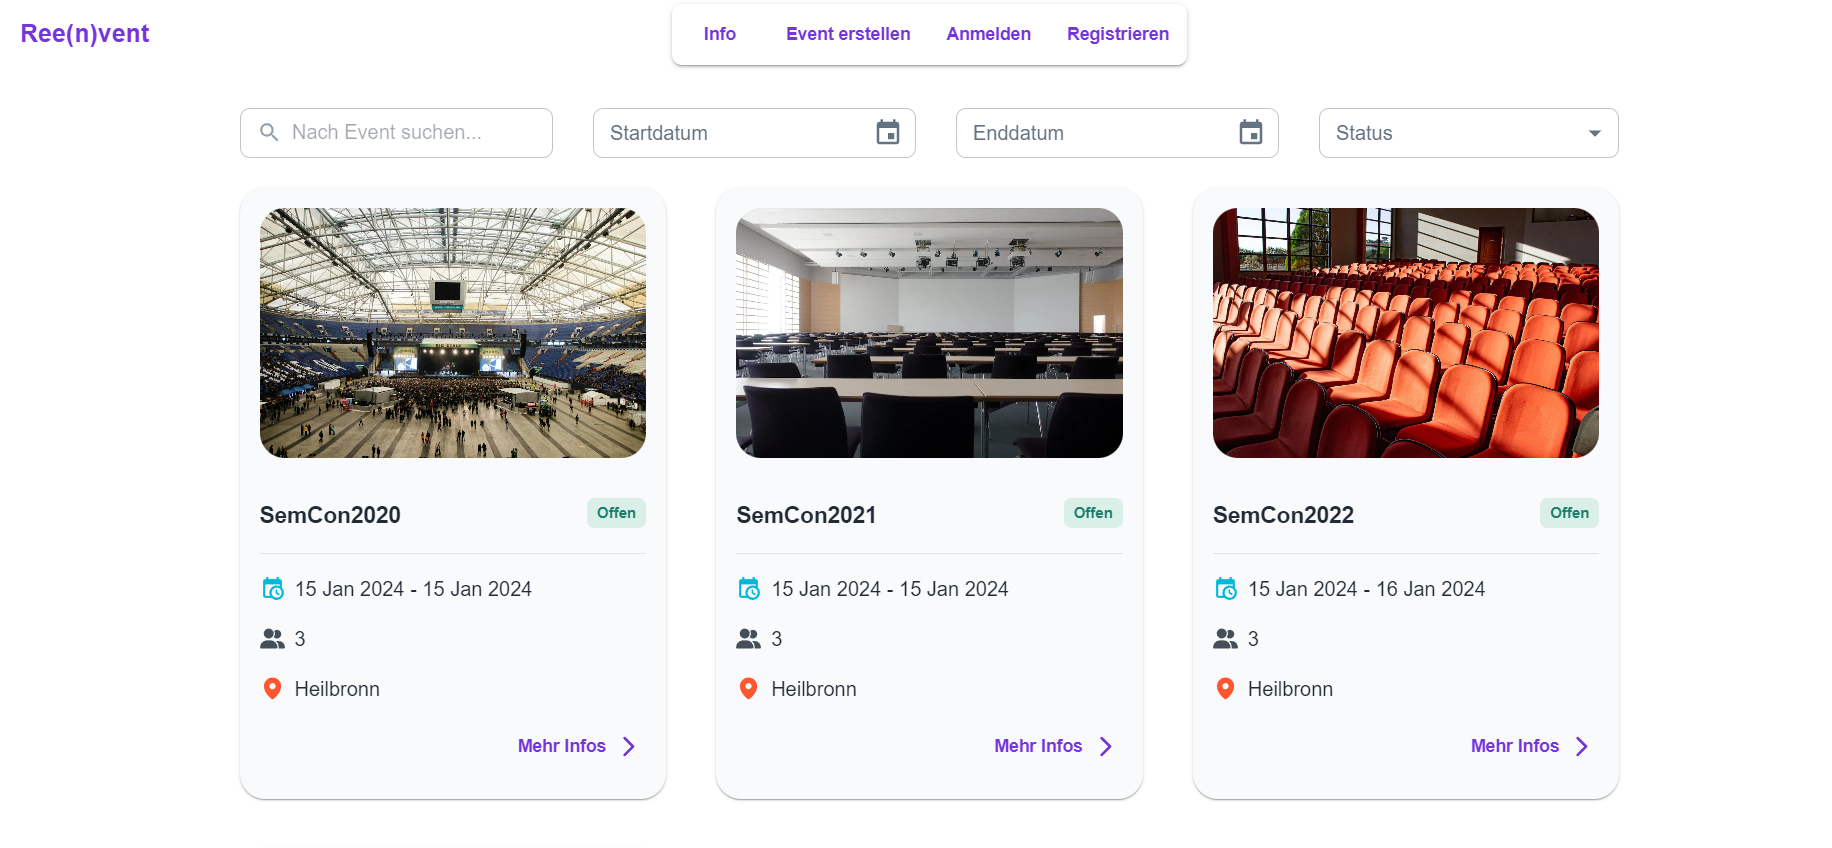 Ree(n)vent
Info Event erstellen Anmelden Registrieren
Nach Event suchen... Startdatum Enddatum Status
SemCon2020 Offen
15 Jan 2024 - 15 Jan 2024
3
Heilbronn
Mehr Infos
SemCon2021 Offen
15 Jan 2024 - 15 Jan 2024
3
Heilbronn
Mehr Infos
SemCon2022 Offen
15 Jan 2024 - 16 Jan 2024
3
Heilbronn
Mehr Infos